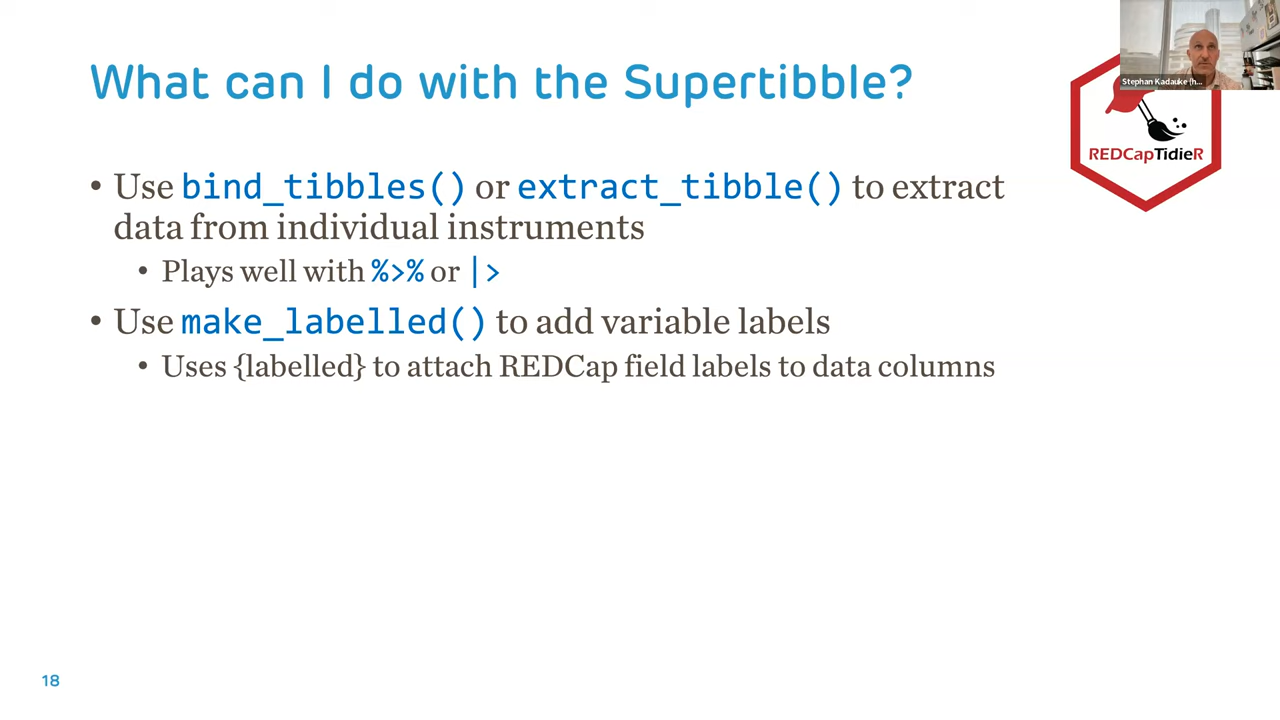 What can I do with the Supertibble?
Stephan Kadauke (h...
REDCapTidieR
• Use bind_tibbles() or extract_tibble() to extract
data from individual instruments
• Plays well with %>% or |>
• Use make_labelled() to add variable labels
• Uses {labelled} to attach REDCap field labels to data columns
18